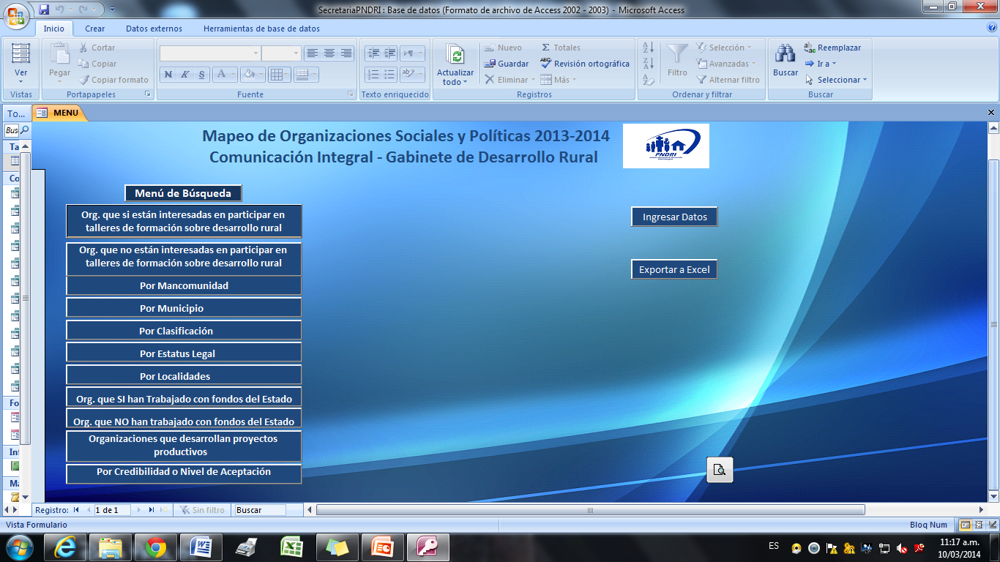 SecretariaPNDRI : Base de datos (Formato de archivo de Access 2002 - 2003) - Microsoft Access
Inicio Crear Datos externos Herramientas de base de datos
Ver
Vistas
Pegar
Cortar
Copiar
Copiar formato
Portapapeles
N K S
Fuente
Texto enriquecido
Actualizar
todo
Nuevo
Guardar
Eliminar
Totales
Revisión ortográfica
Más
Registros
Filtro
Selección
Avanzadas
Alternar filtro
Ordenar y filtrar
Buscar
Reemplazar
Ir a
Seleccionar
Buscar
To...
MENU
Bus
Ta
Co
Fo
Inf
Ma
Mapeo de Organizaciones Sociales y Políticas 2013-2014
Comunicación Integral - Gabinete de Desarrollo Rural
PNDRI
Menú de Búsqueda
Org. que si están interesadas en participar en
talleres de formación sobre desarrollo rural
Org. que no están interesadas en participar en
talleres de formación sobre desarrollo rural
Por Mancomunidad
Por Municipio
Por Clasificación
Por Estatus Legal
Por Localidades
Org. que SI han Trabajado con fondos del Estado
Org. que NO han trabajado con fondos del Estado
Organizaciones que desarrollan proyectos
productivos
Por Credibilidad o Nivel de Aceptación
Ingresar Datos
Exportar a Excel
Registro: 1 de 1 Sin filtro Buscar
Vista Formulario Bloq Num
ES
11:17 a.m.
10/03/2014